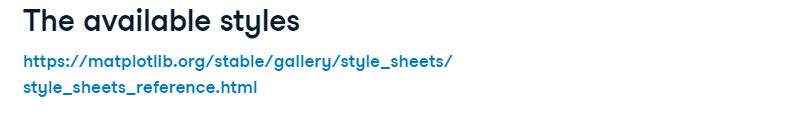 The available styles
https://matplotlib.org/stable/gallery/style_sheets/
style_sheets_reference.html